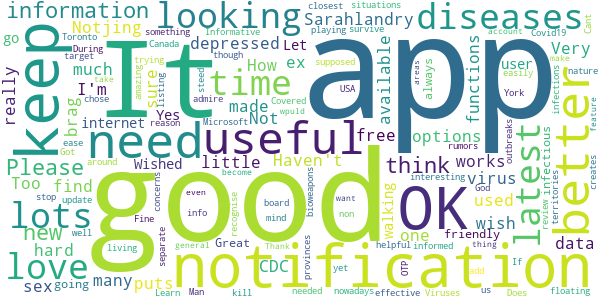 information
looking
diseases
closest
situations
Notjing
Sarahlandry
informative
playing
survive
go
Toronto
Canada
something
account
Covid19
Cant
depressed
Let
During
target
keep
It
app
really
much
sure
trying
amazing
listing
steed
How
ex
supposed
make
I'm
chose
take
time
available
always
user
areas
easily
nature
brag
made
Not
admire
USA
York
functions
infections
Very
internet
Yes
reason
Microsoft
Covered
wpuld
free
options
rumors
feature
Got
ease
around
need
useful
better
Please
Wished
little
Haven't
think
works
virus
outbreaks
creates
Too
find
become
concerns
even
bioweapons
interesting
God
latest
infectious
review
territories
lots
stop
update
Fine
info
board
mind
want
non
walking
recognise
good
OK
used
new
well
separate
Great
provinces
helpful
informed
wish
one
friendly
data
love
hard
living
CDC
yet
notification
OTP
thing
If
us
sex
going
many
puts
general
Thank
add
Learn
Man
kill
needed
nowadays
effective
Viruses
Does
floating